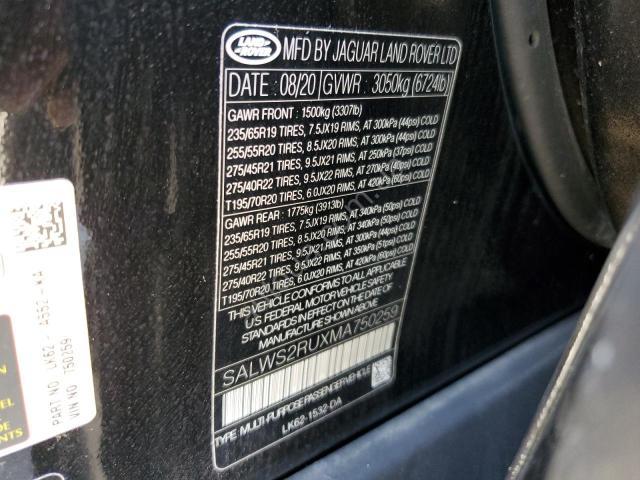 LAND ROVER
MFD BY JAGUAR LAND ROVER LTD
DATE: 08/20 GVWR: 3050kg (6724lb)
GAWR FRONT: 1500kg (3307lb)
235/65R19 TIRES, 7.5JX19 RIMS, AT 300kPa (44psi) COLD
255/55R20 TIRES, 8.5JX20 RIMS, AT 300kPa (44psi) COLD
275/45R21 TIRES, 9.5JX21 RIMS, AT 250kPa (37psi) COLD
275/40R22 TIRES, 9.5JX22 RIMS, AT 270kPa (40psi) COLD
T195/70R20 TIRES, 6.0JX20 RIMS, AT 420kPa (60psi) COLD
GAWR REAR: 1775kg (3913lb)
235/65R19 TIRES, 7.5JX19 RIMS, AT 340kPa (50psi) COLD
255/55R20 TIRES, 8.5JX20 RIMS, AT 340kPa (50psi) COLD
275/45R21 TIRES, 9.5JX21 RIMS, AT 300kPa (44psi) COLD
275/40R22 TIRES, 9.5JX22 RIMS, AT 350kPa (51psi) COLD
T195/70R20 TIRES, 6.0JX20 RIMS, AT 420kPa (60psi) COLD
THIS VEHICLE CONFORMS TO ALL APPLICABLE
U.S. FEDERAL MOTOR VEHICLE SAFETY STANDARDS
IN EFFECT ON THE DATE OF
MANUFACTURE SHOWN ABOVE
SALWS2RUXMA750259
TYPE: MULTI-PURPOSE PASSENGER VEHICLE
LK62-1532-DA
PART NO LK62 - A552 -
VIN NO 750259